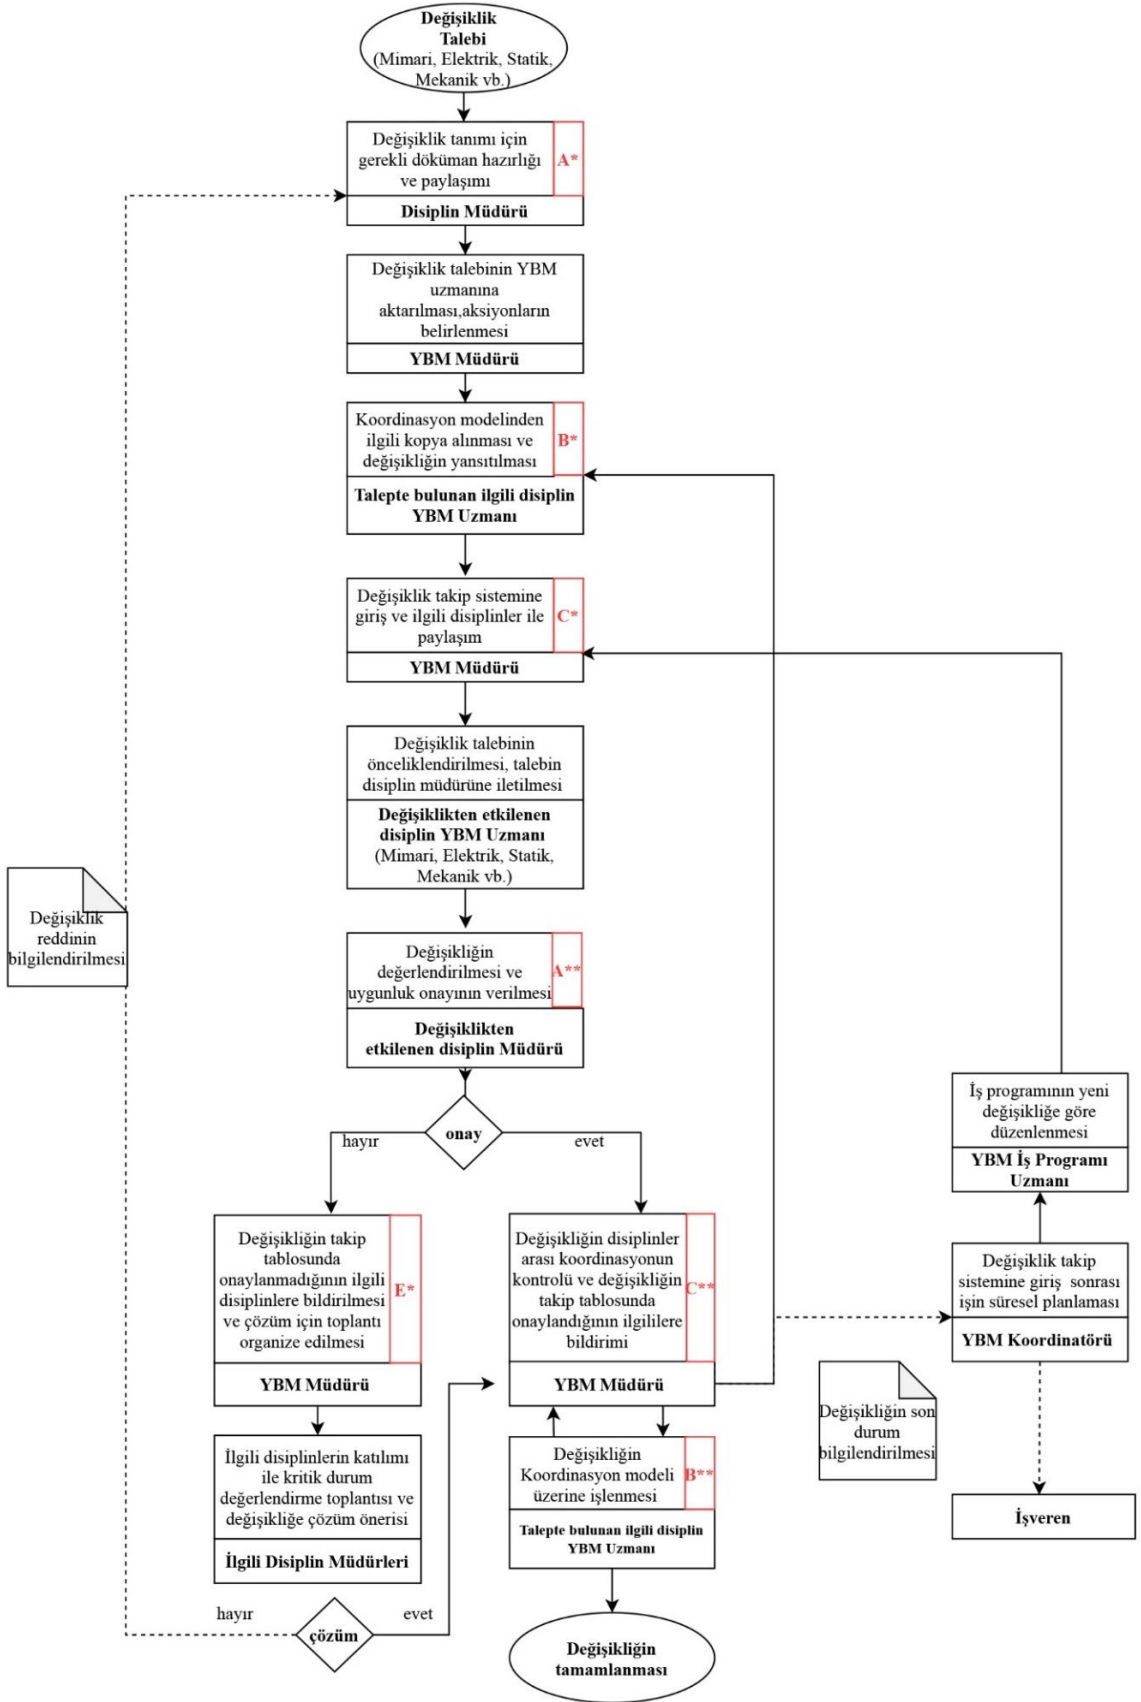 Değişiklik
Talebi
(Mimari, Elektrik, Statik,
Mekanik vb.)
Değişiklik tanımı için
gerekli döküman hazırlığı
ve paylaşımı
A*
Disiplin Müdürü
Değişiklik talebinin YBM
uzmanına
aktarılması,aksiyonların
belirlenmesi
YBM Müdürü
Koordinasyon modelinden
ilgili kopya alınması ve
değişikliğin yansıtılması
B*
Talepte bulunan ilgili disiplin
YBM Uzmanı
Değişiklik takip sistemine
giriş ve ilgili disiplinler ile
paylaşım
C*
YBM Müdürü
Değişiklik talebinin
önceliklendirilmesi, talebin
disiplin müdürüne iletilmesi
Değişiklikten etkilenen
disiplin YBM Uzmanı
(Mimari, Elektrik, Statik,
Mekanik vb.)
Değişiklik
reddinin
bilgilendirilmesi
Değişikliğin
değerlendirilmesi ve
uygunluk onayının verilmesi
A**
Değişiklikten
etkilenen disiplin Müdürü
onay
hayır
evet
İş programının yeni
değişikliğe göre
düzenlenmesi
YBM İş Programı
Uzmanı
Değişikliğin takip
tablosunda
onaylanmadığının ilgili
disiplinlere bildirilmesi
ve çözüm için toplantı
organize edilmesi
E*
YBM Müdürü
Değişikliğin disiplinler
arası koordinasyonun
kontrolü ve değişikliğin
takip tablosunda
onaylandığının ilgililere
bildirimi
C**
YBM Müdürü
Değişiklik takip
sistemine giriş sonrası
işin süresel planlaması
YBM Koordinatörü
Değişikliğin son
durum
bilgilendirilmesi
İlgili disiplinlerin katılımı
ile kritik durum
değerlendirme toplantısı ve
değişikliğe çözüm önerisi
İlgili Disiplin Müdürleri
Değişikliğin
Koordinasyon modeli
üzerine işlenmesi
B**
Talepte bulunan ilgili disiplin
YBM Uzmanı
İşveren
hayır
çözüm
evet
Değişikliğin
tamamlanması